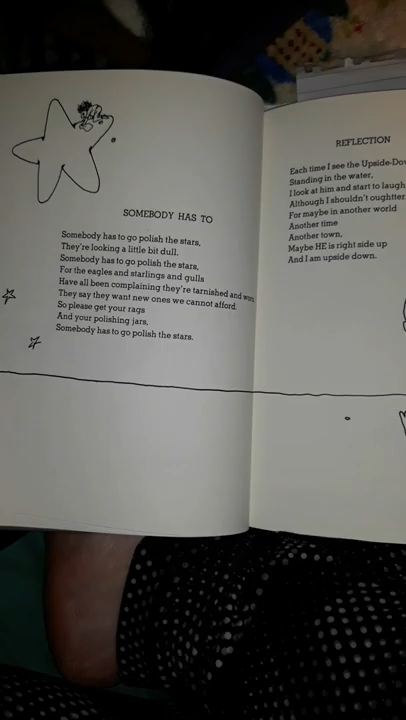 SOMEBODY HAS TO
Somebody has to go polish the stars,
They're looking a little bit dull.
Somebody has to go polish the stars,
For the eagles and starlings and gulls
Have all been complaining they're tarnished and worn,
They say they want new ones we cannot afford.
So please get your rags
And your polishing jars,
Somebody has to go polish the stars.
REFLECTION
Each time I see the Upside-Dow
Standing in the water,
I look at him and start to laugh
Although I shouldn't oughtter
For maybe in another world
Another time
Another town,
Maybe HE is right side up
And I am upside down.